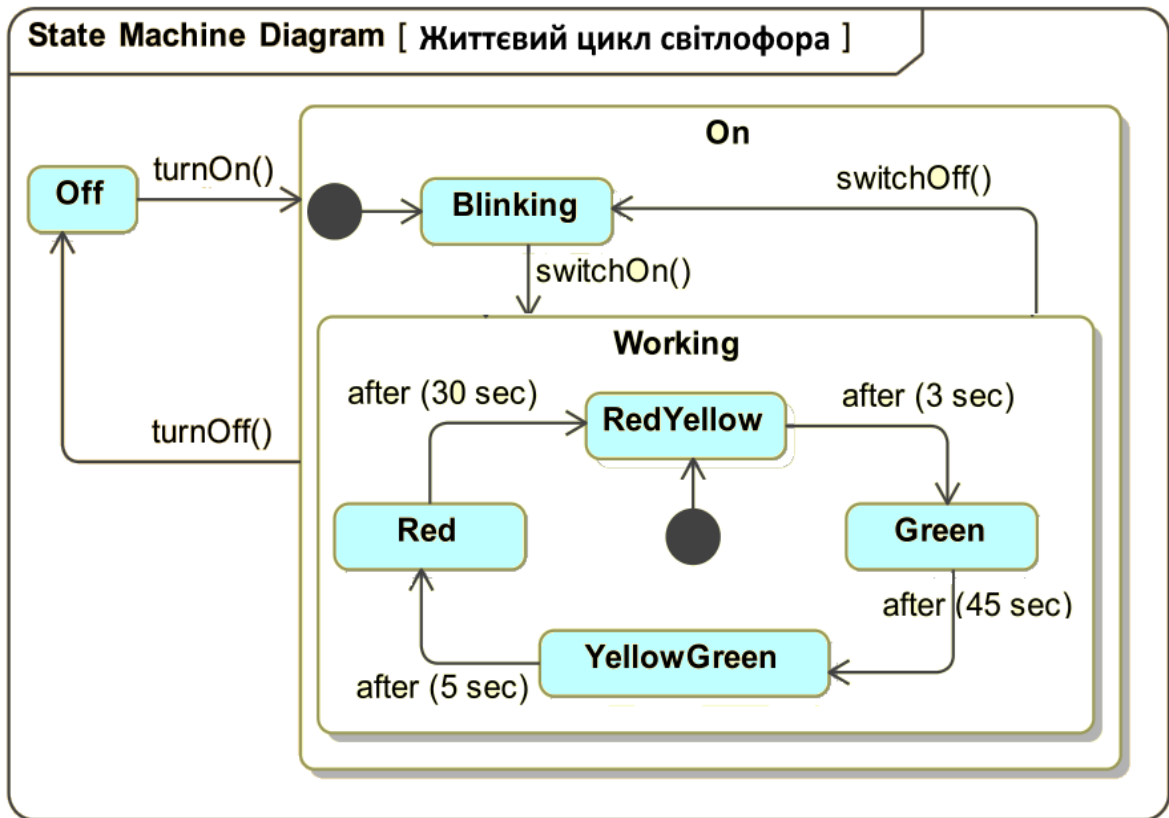 State Machine Diagram [ Життєвий цикл світлофора ]
On
Off
turnOn()
switchOff()
Blinking
switchOn()
Working
after (30 sec)
RedYellow
after (3 sec)
turnOff()
Red
Green
after (45 sec)
YellowGreen
after (5 sec)